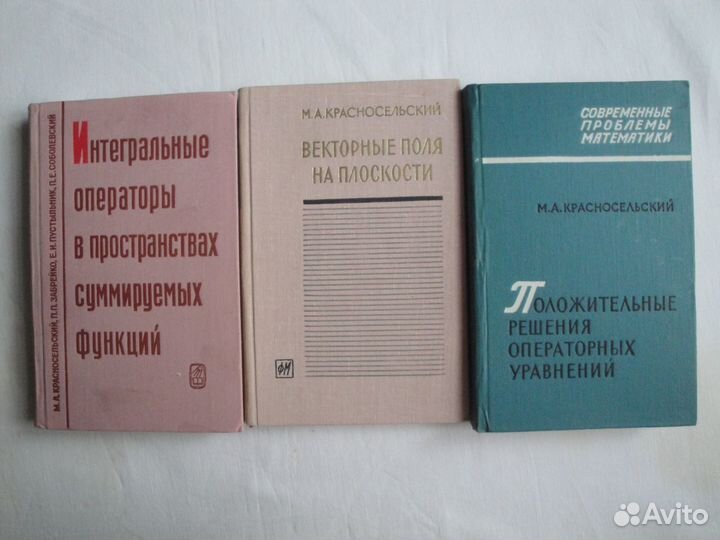 М.А. КРАСНОСЕЛЬСКИЙ, П.П. ЗАБРЕЙКО, Е.И. ПУСТЫЛЬНИК, П.Е. СОБОЛЕВСКИЙ
Интегральные
операторы
в пространствах
суммируемых
функций
М.А. КРАСНОСЕЛЬСКИЙ
ВЕКТОРНЫЕ ПОЛЯ
НА ПЛОСКОСТИ
ФМ
СОВРЕМЕННЫЕ
ПРОБЛЕМЫ
МАТЕМАТИКИ
М.А. КРАСНОСЕЛЬСКИЙ
ПОЛОЖИТЕЛЬНЫЕ
РЕШЕНИЯ
ОПЕРАТОРНЫХ
УРАВНЕНИЙ
Avito